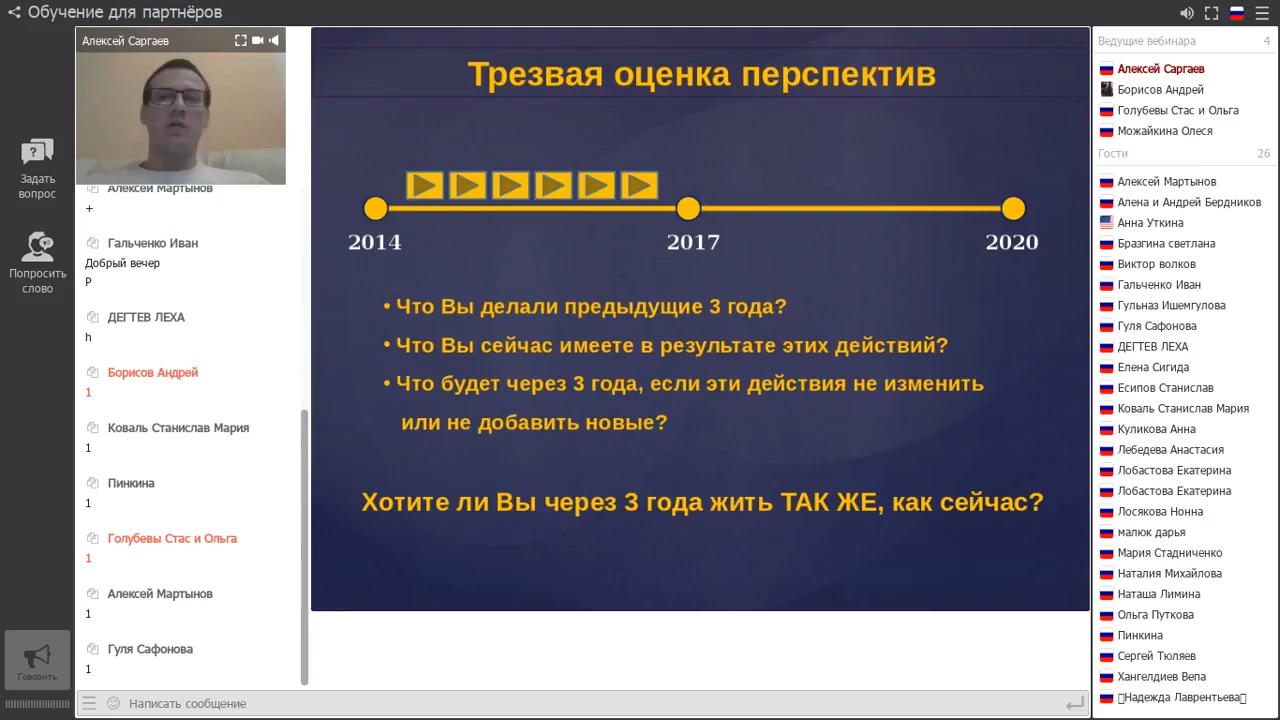 Обучение для партнёров
Задать
вопрос
Попросить
слово
Говорить
Алексей Саргаев
Алексей Мартынов
+
Гальченко Иван
Добрый вечер
Р
ДЕГТЕВ ЛЕХА
h
Борисов Андрей
1
Коваль Станислав Мария
1
Пинкина
1
Голубевы Стас и Ольга
1
Алексей Мартынов
1
Гуля Сафонова
1
Написать сообщение
Трезвая оценка перспектив
2014 2017 2020
• Что Вы делали предыдущие 3 года?
• Что Вы сейчас имеете в результате этих действий?
• Что будет через 3 года, если эти действия не изменить
или не добавить новые?
Хотите ли Вы через 3 года жить ТАК ЖЕ, как сейчас?
Ведущие вебинара 4
Алексей Саргаев
Борисов Андрей
Голубевы Стас и Ольга
Можайкина Олеся
Гости 26
Алексей Мартынов
Алена и Андрей Бердников
Анна Уткина
Бразгина светлана
Виктор волков
Гальченко Иван
Гульназ Ишемгулова
Гуля Сафонова
ДЕГТЕВ ЛЕХА
Елена Сигида
Есипов Станислав
Коваль Станислав Мария
Куликова Анна
Лебедева Анастасия
Лобастова Екатерина
Лобастова Екатерина
Лосякова Нонна
малюк дарья
Мария Стадниченко
Наталия Михайлова
Наташа Лимина
Ольга Путкова
Пинкина
Сергей Тюляев
Хангелдиев Вепа
Надежда Лаврентьева